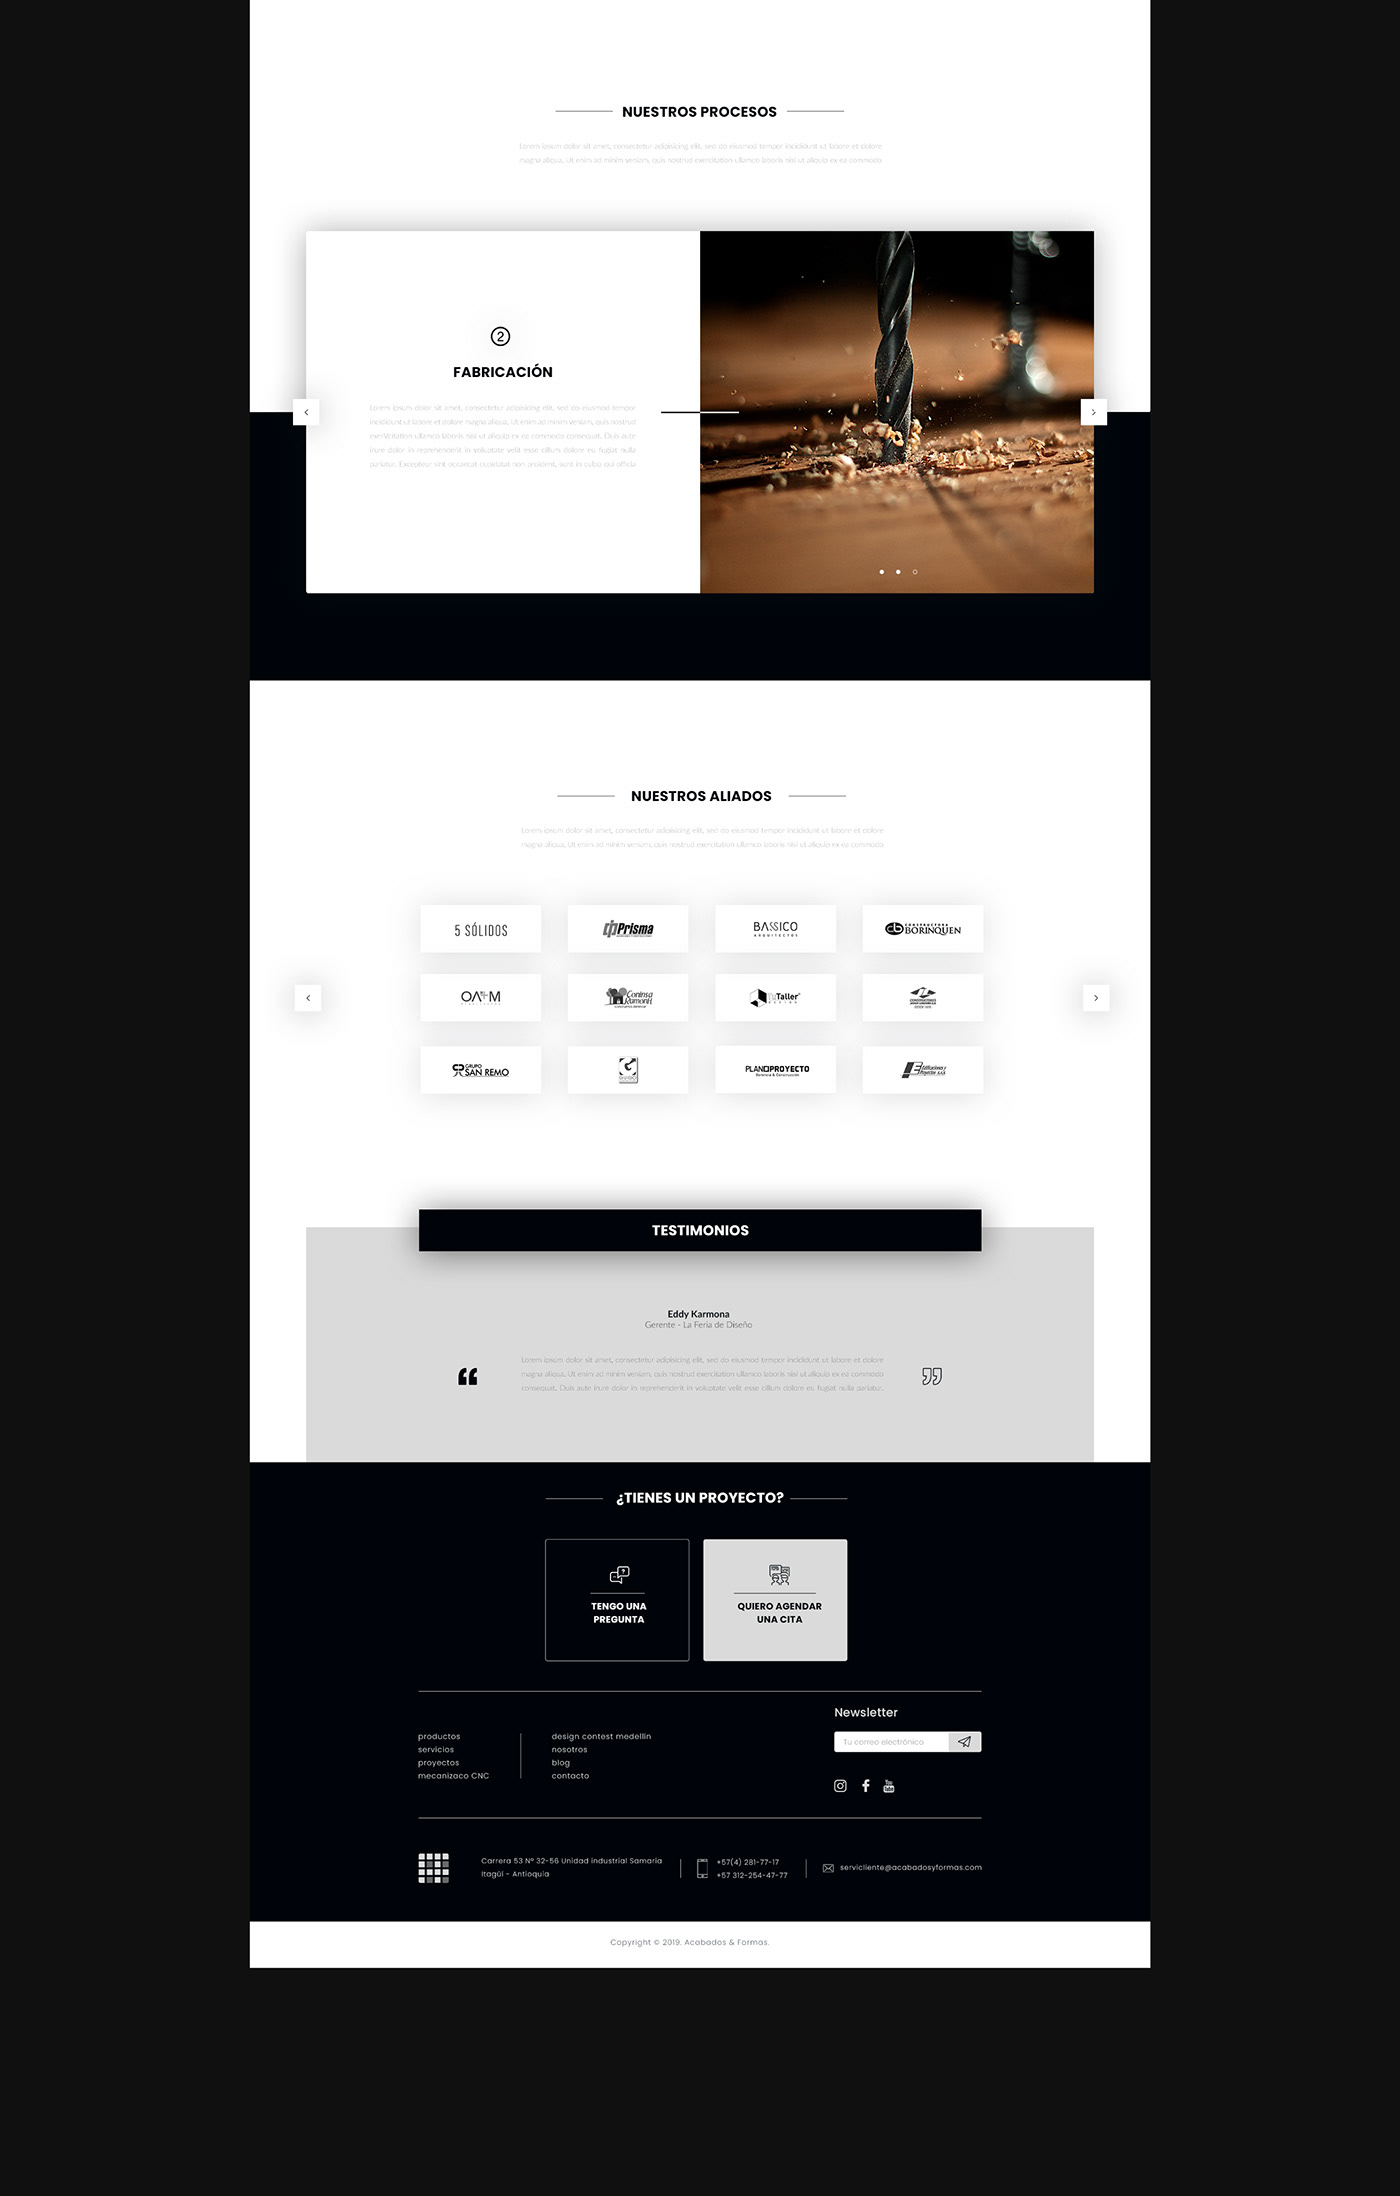 NUESTROS PROCESOS
Lorem ipsum dolor sit amet, consectetur adipisicing elit, sed do eiusmod tempor incididunt ut labore et dolore
magna aliqua. Ut enim ad minim veniam, quis nostrud exercitation ullamco laboris nisi ut aliquip ex ea commodo
2
FABRICACIÓN
Lorem ipsum dolor sit amet, consectetur adipisicing elit, sed do eiusmod tempor
incididunt ut labore et dolore magna aliqua. Ut enim ad minim veniam, quis nostrud
exercitation ullamco laboris nisi ut aliquip ex ea commodo consequat. Duis aute
irure dolor in reprehenderit in voluptate velit esse cillum dolore eu fugiat nulla
pariatur. Excepteur sint occaecat cupidatat non proident, sunt in culpa qui officia
NUESTROS ALIADOS
Lorem ipsum dolor sit amet, consectetur adipisicing elit, sed do eiusmod tempor incididunt ut labore et dolore
magna aliqua. Ut enim ad minim veniam, quis nostrud exercitation ullamco laboris nisi ut aliquip ex ea commodo
5 SÓLIDOS
Prisma
BASSICO
ARQUITECTOS
CONSTRUCTORA
cb BORINQUEN
Coninsa
Ramon H
Taller
DESIGN
GRUPO
SAN REMO
G
PLAN PROYECTO
Gerencia & Construcción
Edificaciones y
Proyectos S.A.S
TESTIMONIOS
Eddy Karmona
Gerente - La Feria de Diseño
Lorem ipsum dolor sit amet, consectetur adipisicing elit, sed do eiusmod tempor incididunt ut labore et dolore
magna aliqua. Ut enim ad minim veniam, quis nostrud exercitation ullamco laboris nisi ut aliquip ex ea commodo
consequat. Duis aute irure dolor in reprehenderit in voluptate velit esse cillum dolore eu fugiat nulla pariatur.
¿TIENES UN PROYECTO?
TENGO UNA
PREGUNTA
QUIERO AGENDAR
UNA CITA
productos
servicios
proyectos
mecanizaco CNC
design contest medellín
nosotros
blog
contacto
Newsletter
Tu correo electrónico
You
Tube
Carrera 53 N° 32-56 Unidad industrial Samaria
Itagüí - Antioquia
+57(4) 281-77-17
+57 312-254-47-77
servicliente@acabadosyformas.com
Copyright © 2019. Acabados & Formas.